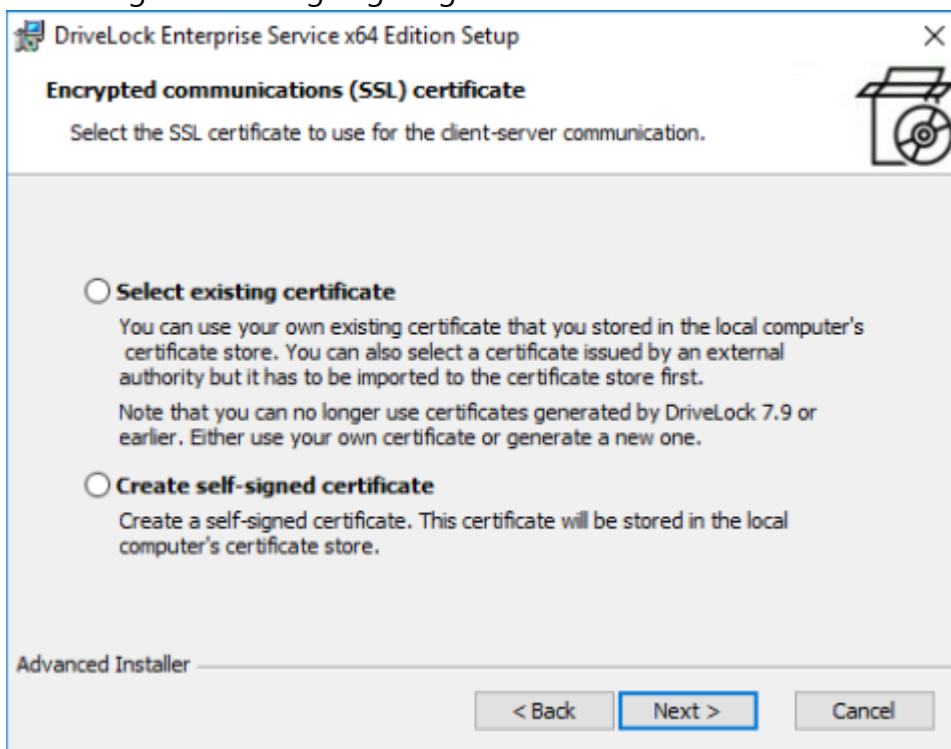 DriveLock Enterprise Service x64 Edition Setup
Encrypted communications (SSL) certificate
Select the SSL certificate to use for the client-server communication.
Select existing certificate
You can use your own existing certificate that you stored in the local computer's
certificate store. You can also select a certificate issued by an external
authority but it has to be imported to the certificate store first.
Note that you can no longer use certificates generated by DriveLock 7.9 or
earlier. Either use your own certificate or generate a new one.
Create self-signed certificate
Create a self-signed certificate. This certificate will be stored in the local
computer's certificate store.
Advanced Installer
< Back
Next >
Cancel